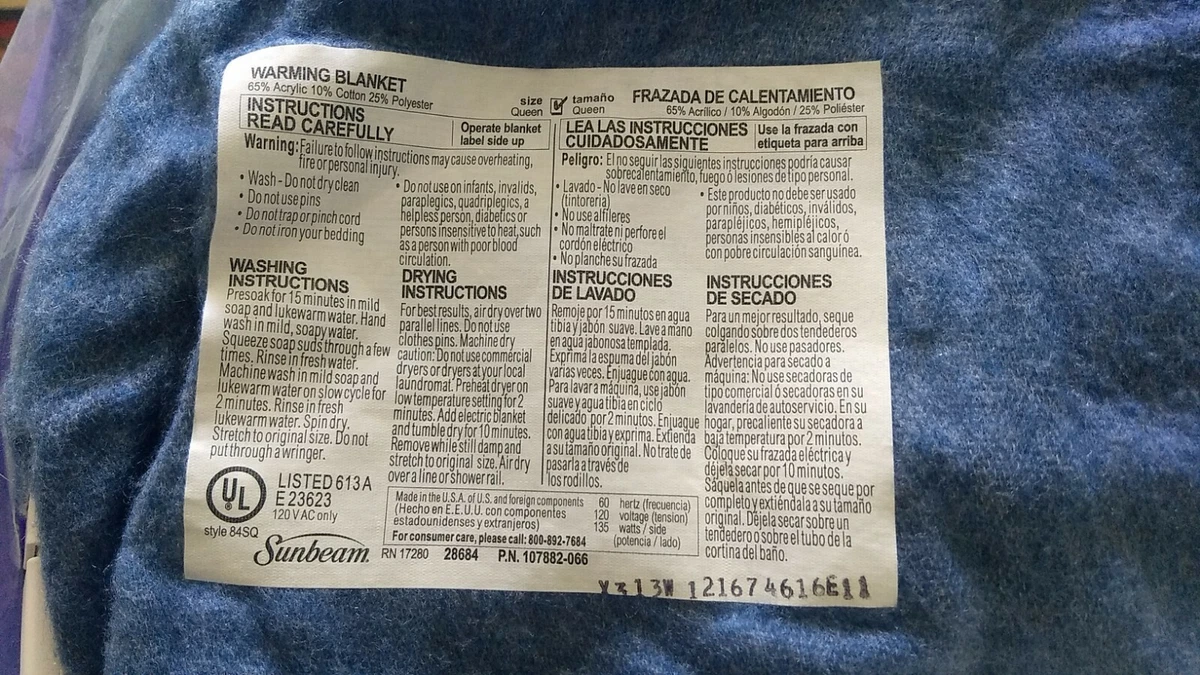 WARMING BLANKET
65% Acrylic 10% Cotton 25% Polyester
size
Queen
tamaño
Queen
FRAZADA DE CALENTAMIENTO
65% Acrílico / 10% Algodón / 25% Poliéster
INSTRUCTIONS
READ CAREFULLY
Operate blanket
label side up
Warning: Failure to follow instructions may cause overheating,
fire or personal injury.
• Wash - Do not dry clean
• Do not use pins
• Do not trap or pinch cord
• Do not iron your bedding
• Do not use on infants, invalids,
paraplegics, quadriplegics, a
helpless person, diabetics or
persons insensitive to heat, such
as a person with poor blood
circulation.
WASHING
INSTRUCTIONS
Presoak for 15 minutes in mild
soap and lukewarm water. Hand
wash in mild, soapy water.
Squeeze soap suds through a few
times. Rinse in fresh water.
Machine wash in mild soap and
lukewarm water on slow cycle for
2 minutes. Rinse in fresh
lukewarm water. Spin dry.
Stretch to original size. Do not
put through a wringer.
DRYING
INSTRUCTIONS
For best results, air dry over two
parallel lines. Do not use
clothes pins. Machine dry
caution: Do not use commercial
dryers or dryers at your local
laundromat. Preheat dryer on
low temperature setting for 2
minutes. Add electric blanket
and tumble dry for 10 minutes.
Remove while still damp and
stretch to original size. Air dry
over a line or shower rail.
LEA LAS INSTRUCCIONES
CUIDADOSAMENTE
Use la frazada con
etiqueta para arriba
Peligro: El no seguir las siguientes instrucciones podría causar
sobrecalentamiento, fuego ó lesiones de tipo personal.
• Lavado - No lave en seco
(tintorería)
• No use alfileres
• No maltrate ni perfore el
cordón eléctrico
• No planche su frazada
• Este producto no debe ser usado
por niños, diabéticos, inválidos,
parapléjicos, hemipléjicos,
personas insensibles al calor ó
con pobre circulación sanguínea.
INSTRUCCIONES
DE LAVADO
Remoje por 15 minutos en agua
tibia y jabón suave. Lave a mano
en agua jabonosa templada.
Exprima la espuma del jabón
varias veces. Enjuague con agua.
Para lavar a máquina, use jabón
suave y agua tibia en ciclo
delicado por 2 minutos. Enjuague
con agua tibia y exprima. Extienda
a su tamaño original. No trate de
pasarla a través de
los rodillos.
INSTRUCCIONES
DE SECADO
Para un mejor resultado, seque
colgando sobre dos tendederos
paralelos. No use pasadores.
Advertencia para secado a
máquina: No use secadoras de
tipo comercial ó secadoras en su
lavandería de autoservicio. En su
hogar, precaliente su secadora a
baja temperatura por 2 minutos.
Coloque su frazada eléctrica y
déjela secar por 10 minutos.
Sáquela antes de que se seque por
completo y extiéndala a su tamaño
original. Déjela secar sobre un
tendedero o sobre el tubo de la
cortina del baño.
UL
LISTED 613A
E 23623
120 V AC only
style 84SQ
Sunbeam
Made in the U.S.A. of U.S. and foreign components
(Hecho en E.E.U.U. con componentes
estadounidenses y extranjeros)
For consumer care, please call: 800-892-7684
60 hertz (frecuencia)
120 voltage (tensión)
135 watts / side
(potencia / lado)
RN 17280 28684 P.N. 107882-066
X313W 121674616E11